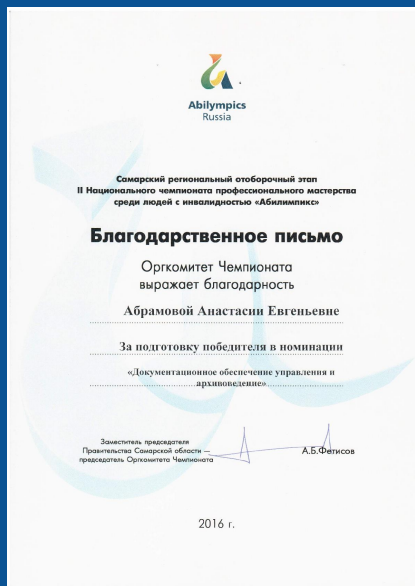 Abilympics
Russia
Самарский региональный отоборочный этап
II Национального чемпионата профессионального мастерства
среди людей с инвалидностью «Абилимпикс»
Благодарственное письмо
Оргкомитет Чемпионата
выражает благодарность
Абрамовой Анастасии Евгеньевне
За подготовку победителя в номинации
«Документационное обеспечение управления и
архивоведение»
Заместитель председателя
Правительства Самарской области —
председатель Оргкомитета Чемпионата
А.Б.Фетисов
2016 г.